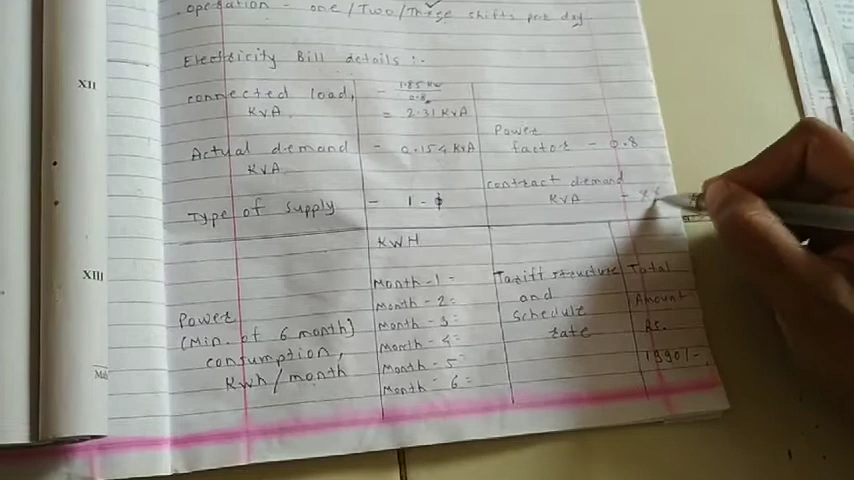 operation - one / Two / Three shifts per day
Electricity Bill details :-
connected load, - 1.85 kW
0.8
KVA = 2.31 KVA
Power
Actual demand - 0.154 KVA factor - 0.8
KVA
contract demand
Type of supply - 1-ϕ KVA -
KWH
Month - 1 = Tariff structure Total
Month - 2 = and Amount
Power Month - 3 = schedule Rs.
(Min. of 6 month) Month - 4 = rate
consumption, Month - 5 = 1990/-
Kwh / month Month - 6 =
XII
XIII